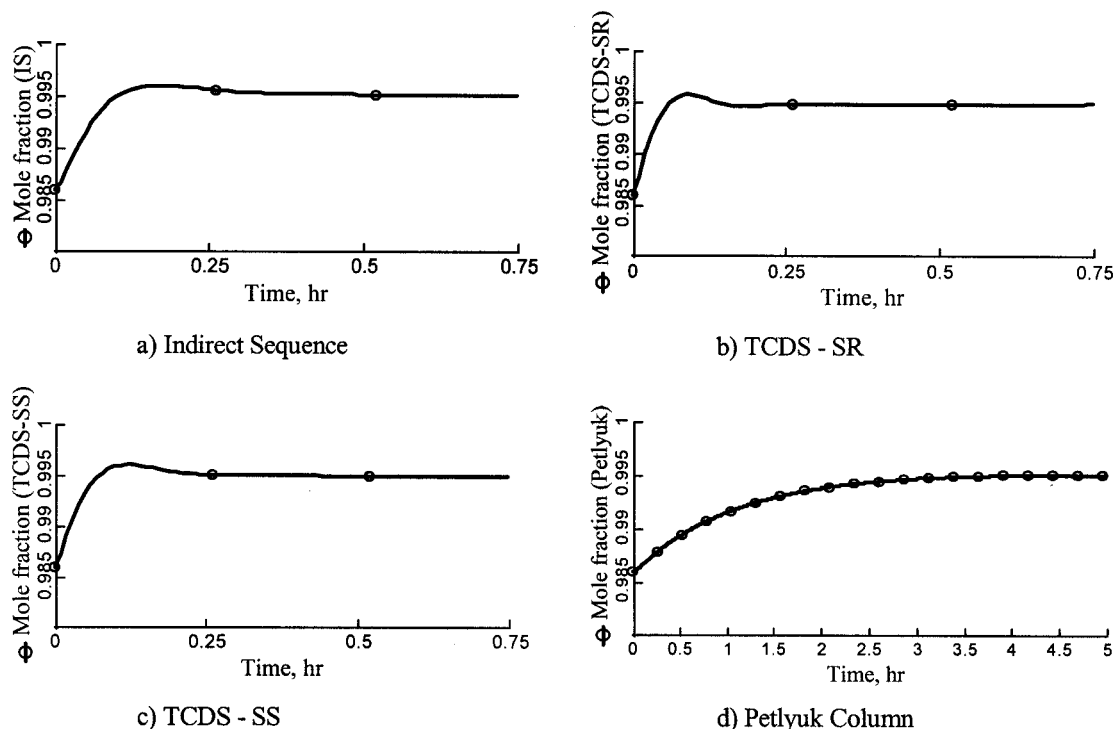 Φ Mole fraction (IS)
1
0.995
0.99
0.985
0 0.25 0.5 0.75
Time, hr
a) Indirect Sequence
Φ Mole fraction (TCDS-SR)
1
0.995
0.99
0.985
0 0.25 0.5 0.75
Time, hr
b) TCDS - SR
Φ Mole fraction (TCDS-SS)
1
0.995
0.99
0.985
0 0.25 0.5 0.75
Time, hr
c) TCDS - SS
Φ Mole fraction (Petlyuk)
1
0.995
0.99
0.985
0 0.5 1 1.5 2 2.5 3 3.5 4 4.5 5
Time, hr
d) Petlyuk Column